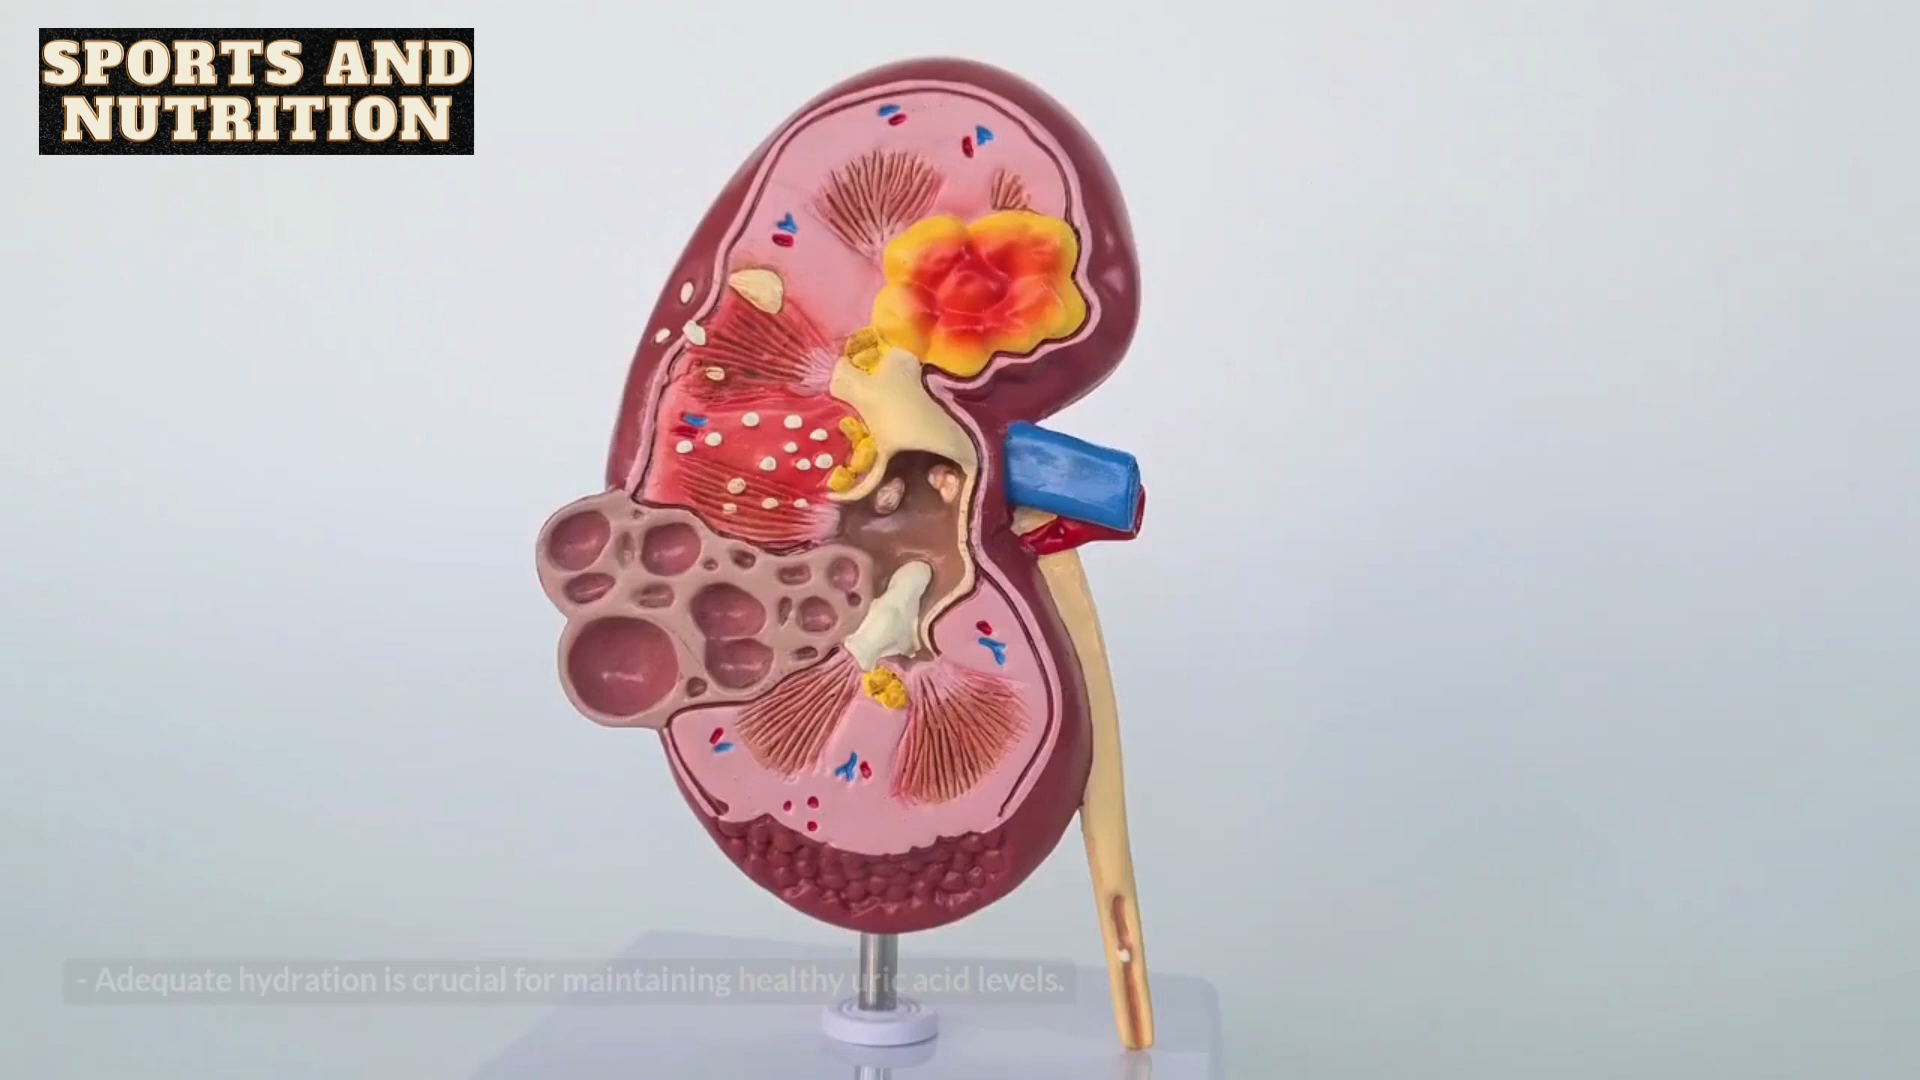 SPORTS AND
NUTRITION
- Adequate hydration is crucial for maintaining healthy uric acid levels.